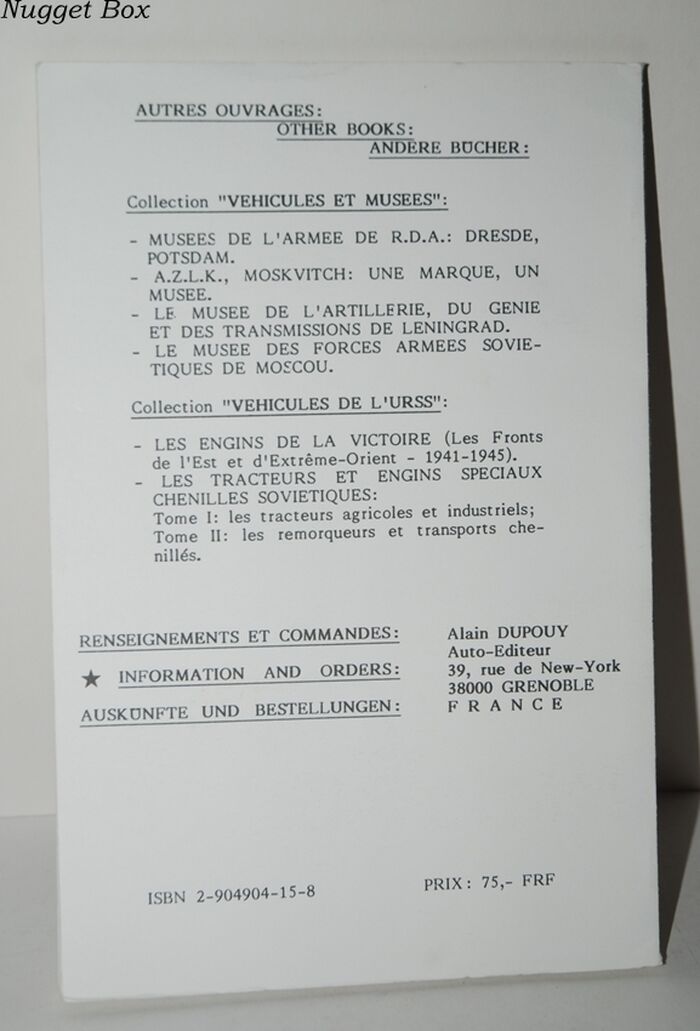 Nugget Box
AUTRES OUVRAGES:
OTHER BOOKS:
ANDÈRE BÜCHER:
Collection "VEHICULES ET MUSEES":
- MUSEES DE L'ARMEE DE R.D.A.: DRESDE,
POTSDAM.
- A.Z.L.K., MOSKVITCH: UNE MARQUE, UN
MUSEE.
- LE MUSEE DE L'ARTILLERIE, DU GENIE
ET DES TRANSMISSIONS DE LENINGRAD.
- LE MUSEE DES FORCES ARMEES SOVIE-
TIQUES DE MOSCOU.
Collection "VEHICULES DE L'URSS":
- LES ENGINS DE LA VICTOIRE (Les Fronts
de l'Est et d'Extrême-Orient - 1941-1945).
- LES TRACTEURS ET ENGINS SPECIAUX
CHENILLES SOVIETIQUES:
Tome I: les tracteurs agricoles et industriels;
Tome II: les remorqueurs et transports che-
nillés.
RENSEIGNEMENTS ET COMMANDES:
★ INFORMATION AND ORDERS:
AUSKÜNFTE UND BESTELLUNGEN:
Alain DUPOUY
Auto-Editeur
39, rue de New-York
38000 GRENOBLE
F R A N C E
ISBN 2-904904-15-8
PRIX: 75,- FRF